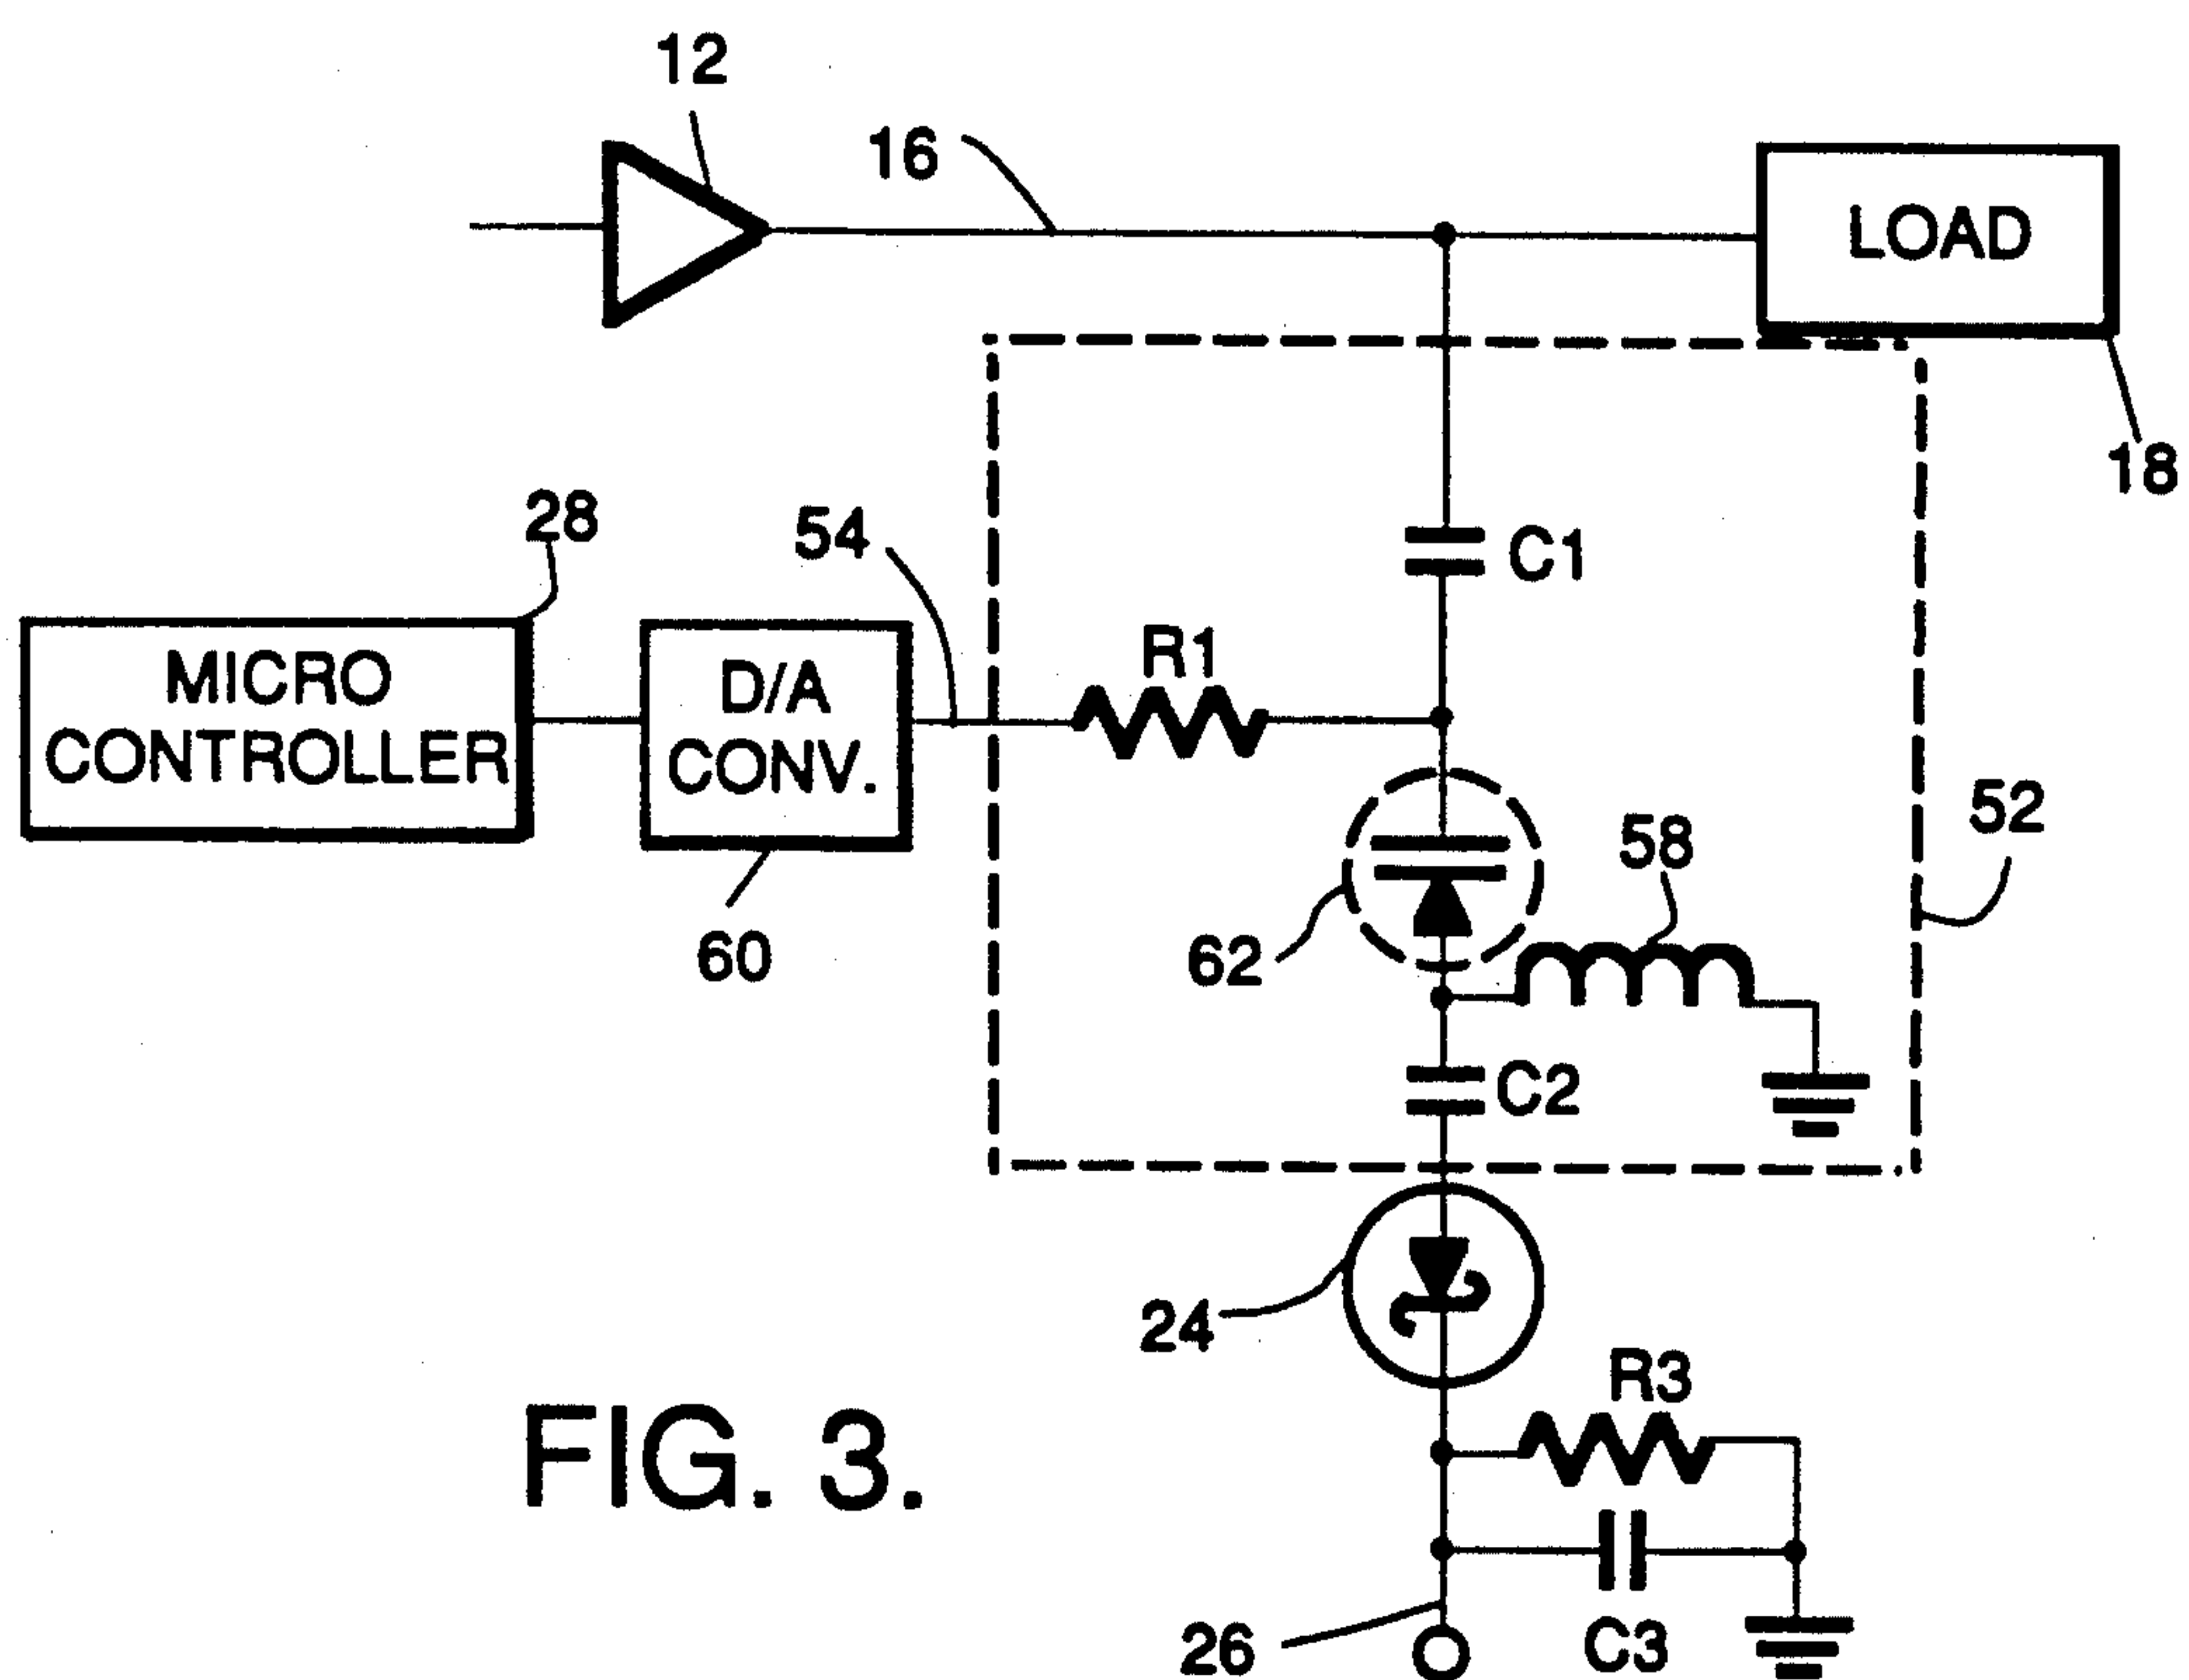 12
16
LOAD
18
28
54
C1
MICRO
CONTROLLER
D/A
CONV.
R1
60
62
58
52
C2
24
R3
FIG. 3.
26
C3